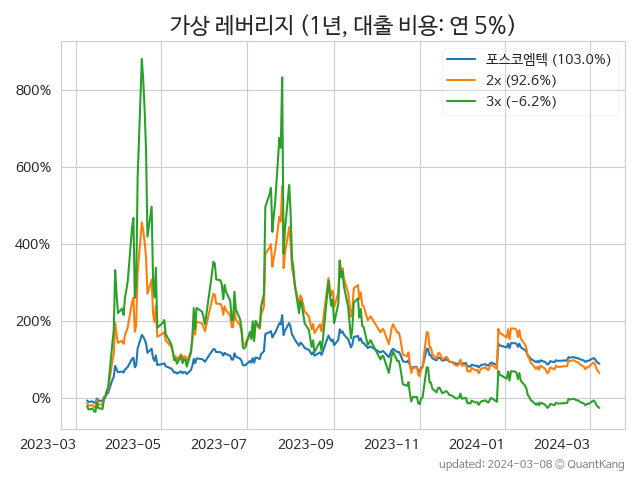 가상 레버리지 (1년, 대출 비용: 연 5%)
포스코엠텍 (103.0%)
2x (92.6%)
3x (−6.2%)
800%
600%
400%
200%
0%
2023-03 2023-05 2023-07 2023-09 2023-11 2024-01 2024-03
updated: 2024-03-08 © QuantKang